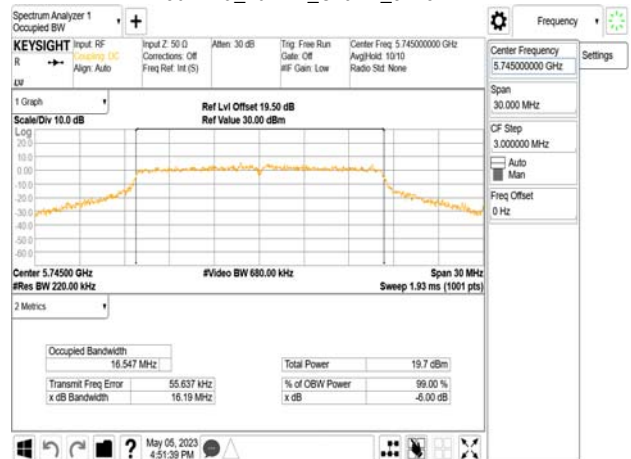 Spectrum Analyzer 1
Occupied BW
Frequency
KEYSIGHT
R
Input: RF
Coupling: DC
Align: Auto
Input Z: 50 Ω
Corrections: Off
Freq Ref: Int (S)
Atten: 30 dB
Trig: Free Run
Gate: Off
#IF Gain: Low
Center Freq: 5.745000000 GHz
Avg|Hold: 10/10
Radio Std: None
Center Frequency
5.745000000 GHz
Settings
Span
30.000 MHz
CF Step
3.000000 MHz
Auto
Man
Freq Offset
0 Hz
1 Graph
Scale/Div 10.0 dB
Ref Lvl Offset 19.50 dB
Ref Value 30.00 dBm
Log
20.0
10.0
0.00
-10.0
-20.0
-30.0
-40.0
-50.0
-60.0
Center 5.74500 GHz
#Video BW 680.00 kHz
Span 30 MHz
#Res BW 220.00 kHz
Sweep 1.93 ms (1001 pts)
2 Metrics
Occupied Bandwidth
16.547 MHz
Total Power 19.7 dBm
Transmit Freq Error 55.637 kHz
% of OBW Power 99.00 %
x dB Bandwidth 16.19 MHz
x dB -6.00 dB
May 05, 2023
4:51:39 PM